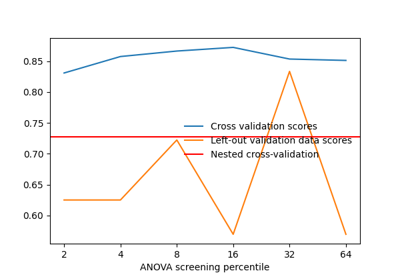 0.85
0.80
0.75
0.70
0.65
0.60
Cross validation scores
Left-out validation data scores
Nested cross-validation
2 4 8 16 32 64
ANOVA screening percentile